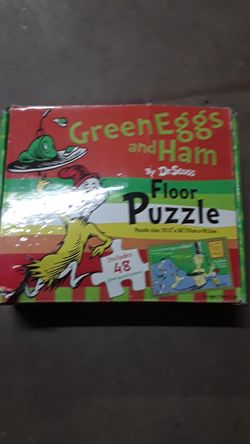 Green Eggs
and Ham
By Dr. Seuss
Floor
Puzzle
Includes
48